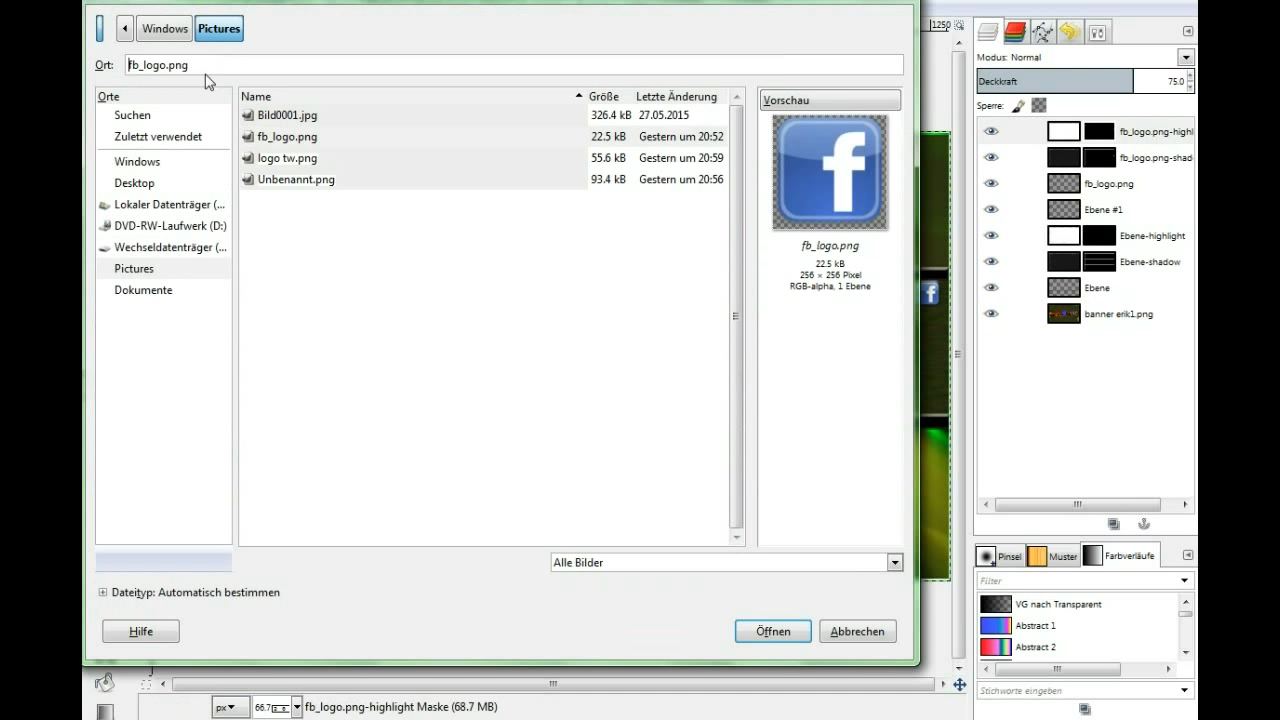 Windows Pictures
Ort: fb_logo.png
Orte
Suchen
Zuletzt verwendet
Windows
Desktop
Lokaler Datenträger (...
DVD-RW-Laufwerk (D:)
Wechseldatenträger (...
Pictures
Dokumente
Name Größe Letzte Änderung
Bild0001.jpg 326.4 kB 27.05.2015
fb_logo.png 22.5 kB Gestern um 20:52
logo tw.png 55.6 kB Gestern um 20:59
Unbenannt.png 93.4 kB Gestern um 20:56
Vorschau
f
fb_logo.png
22.5 kB
256 × 256 Pixel
RGB-alpha, 1 Ebene
Alle Bilder
Dateityp: Automatisch bestimmen
Hilfe
Öffnen
Abbrechen
1250
f
Modus: Normal
Deckkraft 75.0
Sperre:
fb_logo.png-highl
fb_logo.png-shad
fb_logo.png
Ebene #1
Ebene-highlight
Ebene-shadow
Ebene
banner erik1.png
Pinsel Muster Farbverläufe
Filter
VG nach Transparent
Abstract 1
Abstract 2
Stichworte eingeben
px 66.7 fb_logo.png-highlight Maske (68.7 MB)